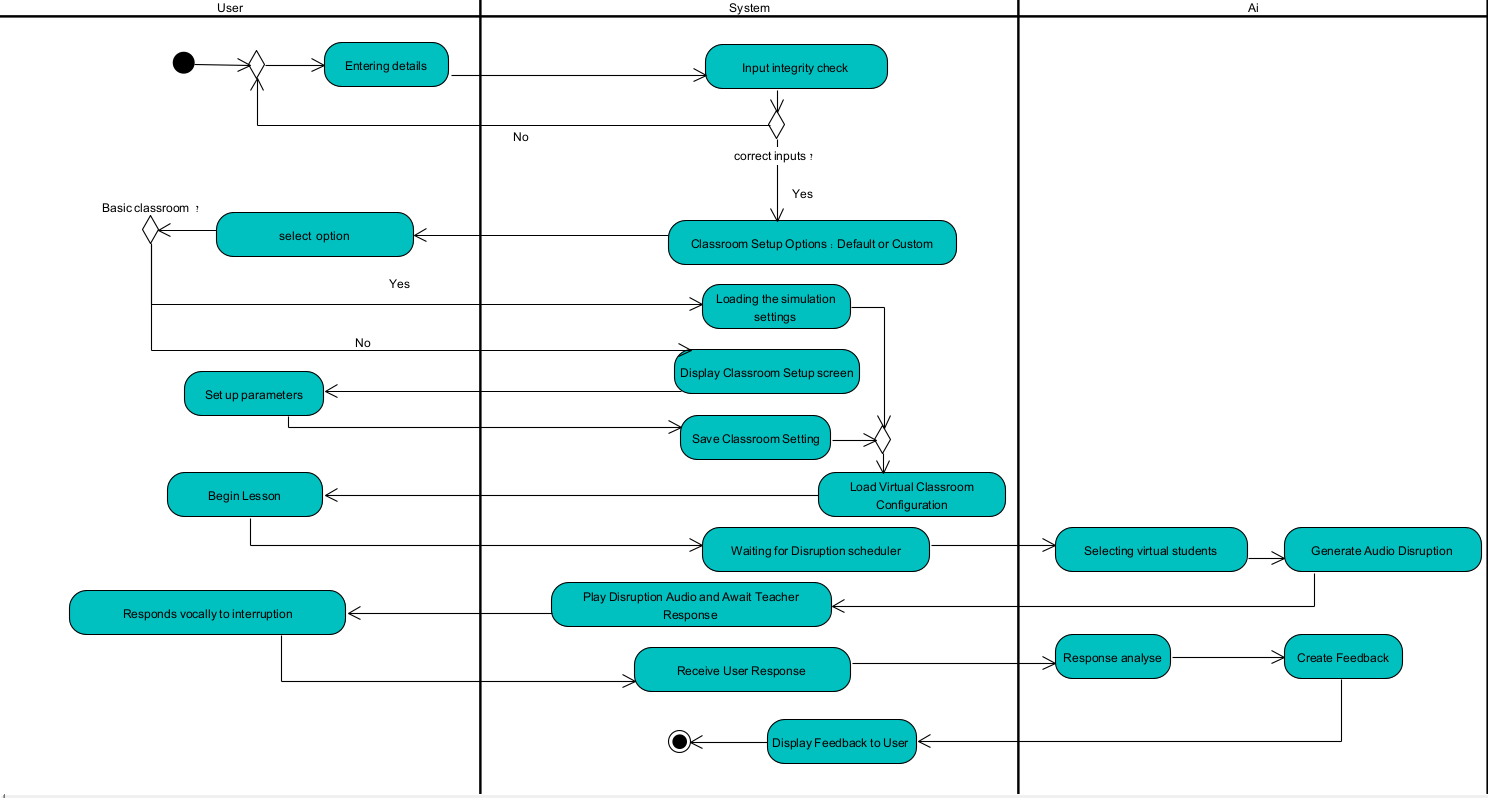 User
System
Ai
Entering details
Input integrity check
No
correct inputs ?
Yes
Basic classroom ?
select option
Classroom Setup Options : Default or Custom
Yes
Loading the simulation
settings
No
Display Classroom Setup screen
Set up parameters
Save Classroom Setting
Begin Lesson
Load Virtual Classroom
Configuration
Waiting for Disruption scheduler
Selecting virtual students
Generate Audio Disruption
Play Disruption Audio and Await Teacher
Response
Responds vocally to interruption
Receive User Response
Response analyse
Create Feedback
Display Feedback to User